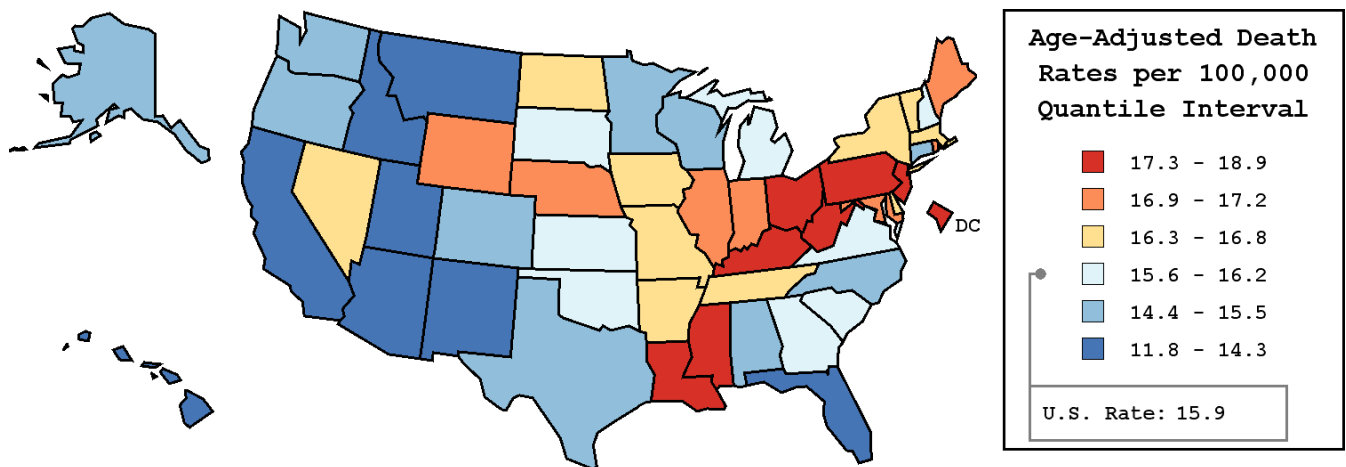 Age-Adjusted Death
Rates per 100,000
Quantile Interval
17.3 - 18.9
16.9 - 17.2
16.3 - 16.8
15.6 - 16.2
14.4 - 15.5
11.8 - 14.3
U.S. Rate: 15.9
DC